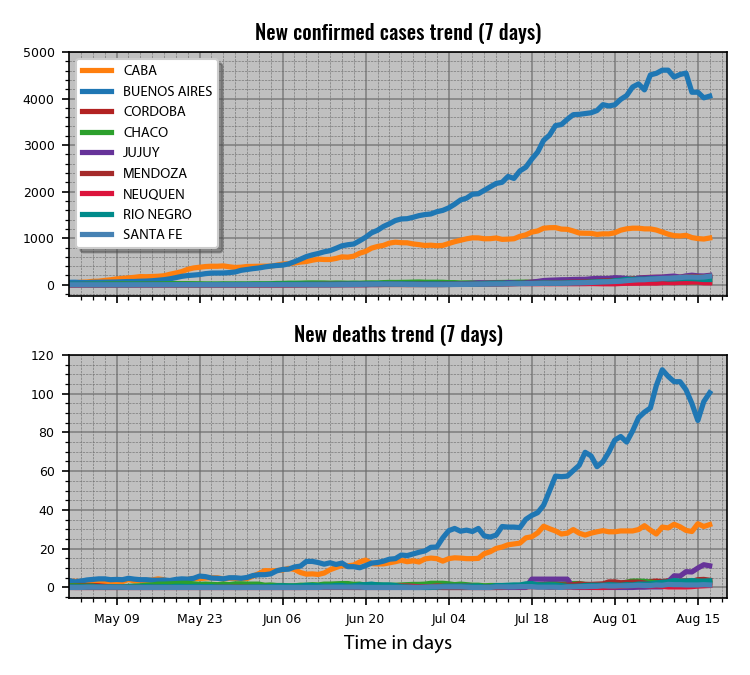 New confirmed cases trend (7 days)
5000
4000
3000
2000
1000
0
CABA
BUENOS AIRES
CORDOBA
CHACO
JUJUY
MENDOZA
NEUQUEN
RIO NEGRO
SANTA FE
New deaths trend (7 days)
120
100
80
60
40
20
0
May 09 May 23 Jun 06 Jun 20 Jul 04 Jul 18 Aug 01 Aug 15
Time in days